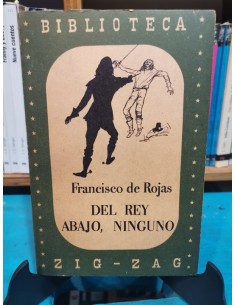 BIBLIOTECA
Francisco de Rojas
DEL REY
ABAJO, NINGUNO
ZIG-ZAG